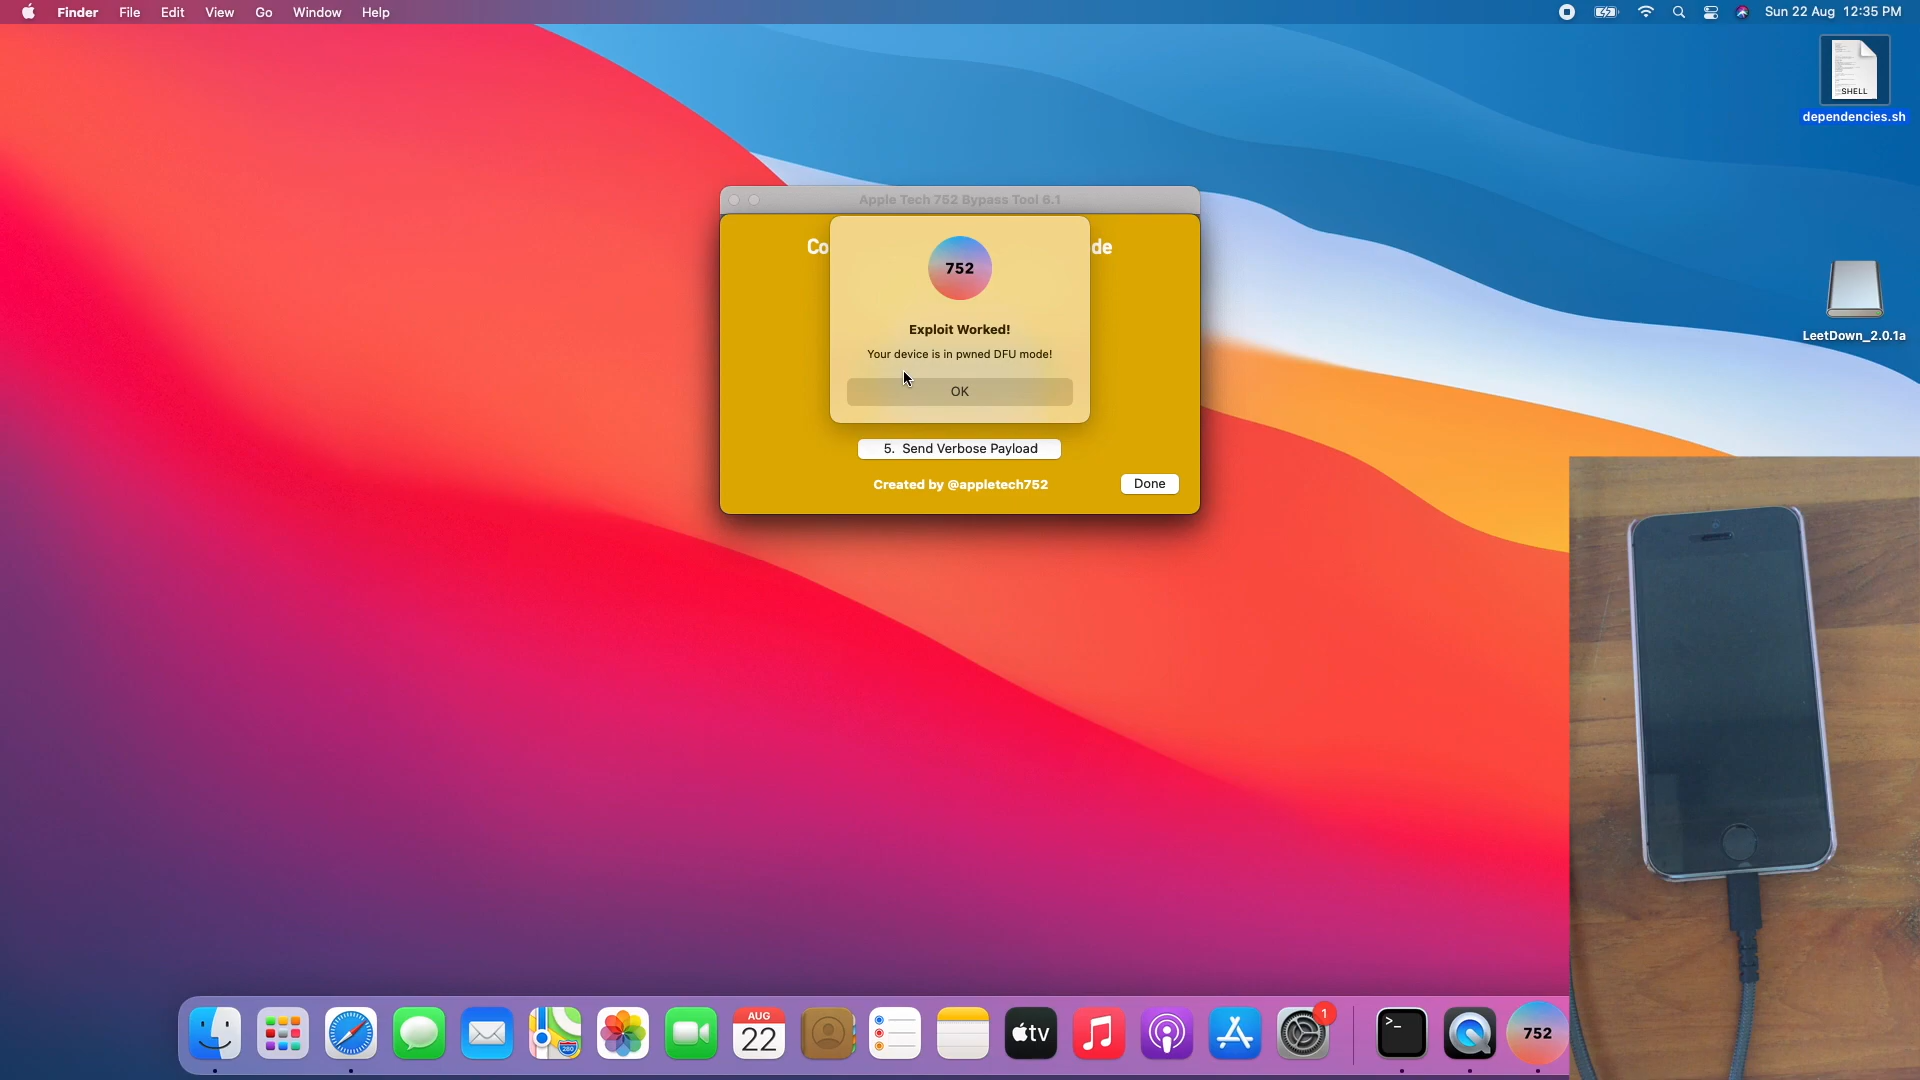 Finder File Edit View Go Window Help
Sun 22 Aug 12:35 PM
SHELL
dependencies.sh
LeetDown_2.0.1a
Apple Tech 752 Bypass Tool 6.1
Co
de
752
Exploit Worked!
Your device is in pwned DFU mode!
OK
5. Send Verbose Payload
Created by @appletech752
Done
AUG
22
280
tv
1
>_
752